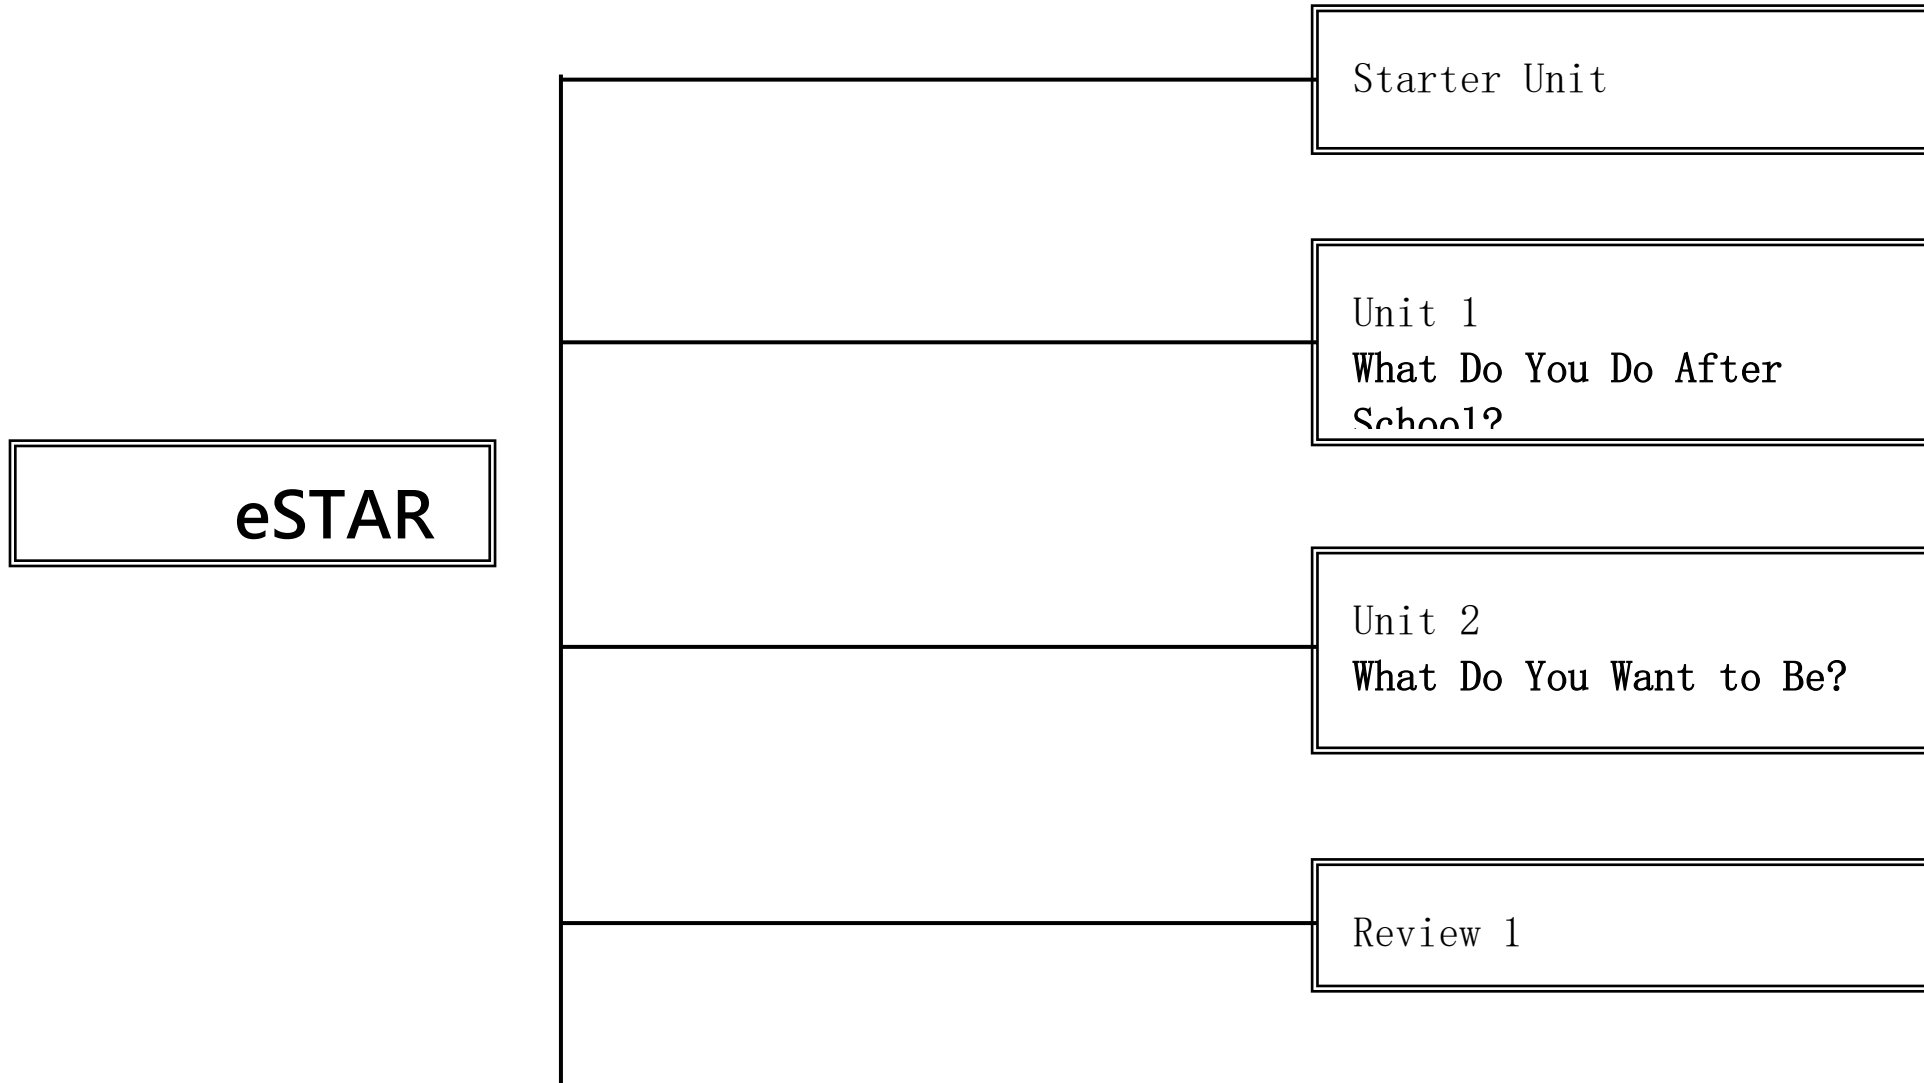 Starter Unit
Unit 1
What Do You Do After
School?
eSTAR
Unit 2
What Do You Want to Be?
Review 1